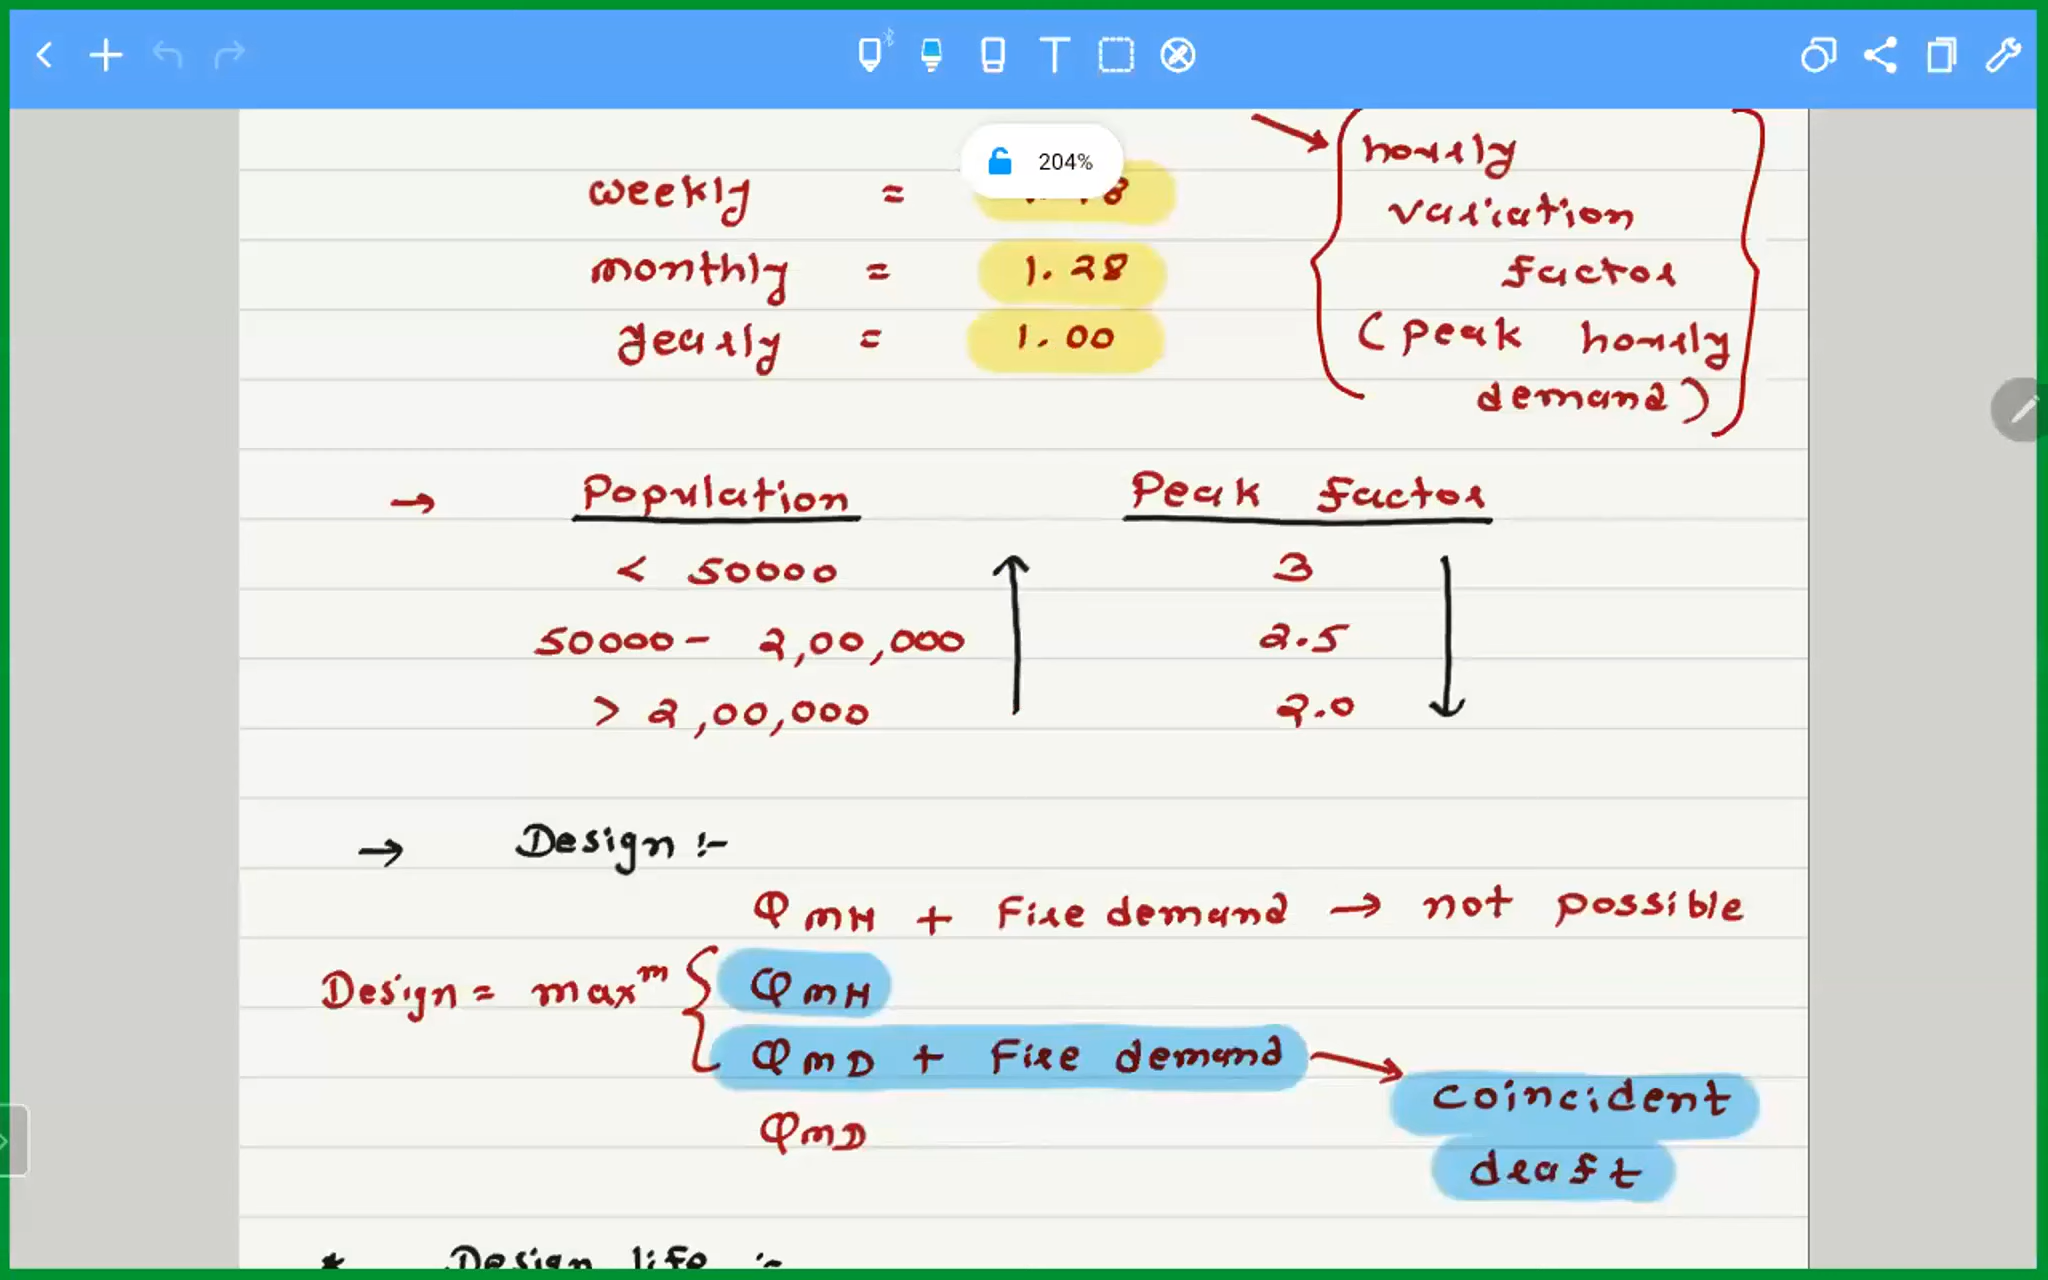 204%
weekly =
monthly = 1.28
yearly = 1.00
hourly
variation
factor
(peak hourly
demand)
→ Population Peak factor
< 50000 3
50000 - 2,00,000 2.5
> 2,00,000 2.0
→ Design :-
QMH + Fire demand → not possible
Design = maxᵐ { QMH
QMD + Fire demand → coincident
draft
QMD
* Design life :-